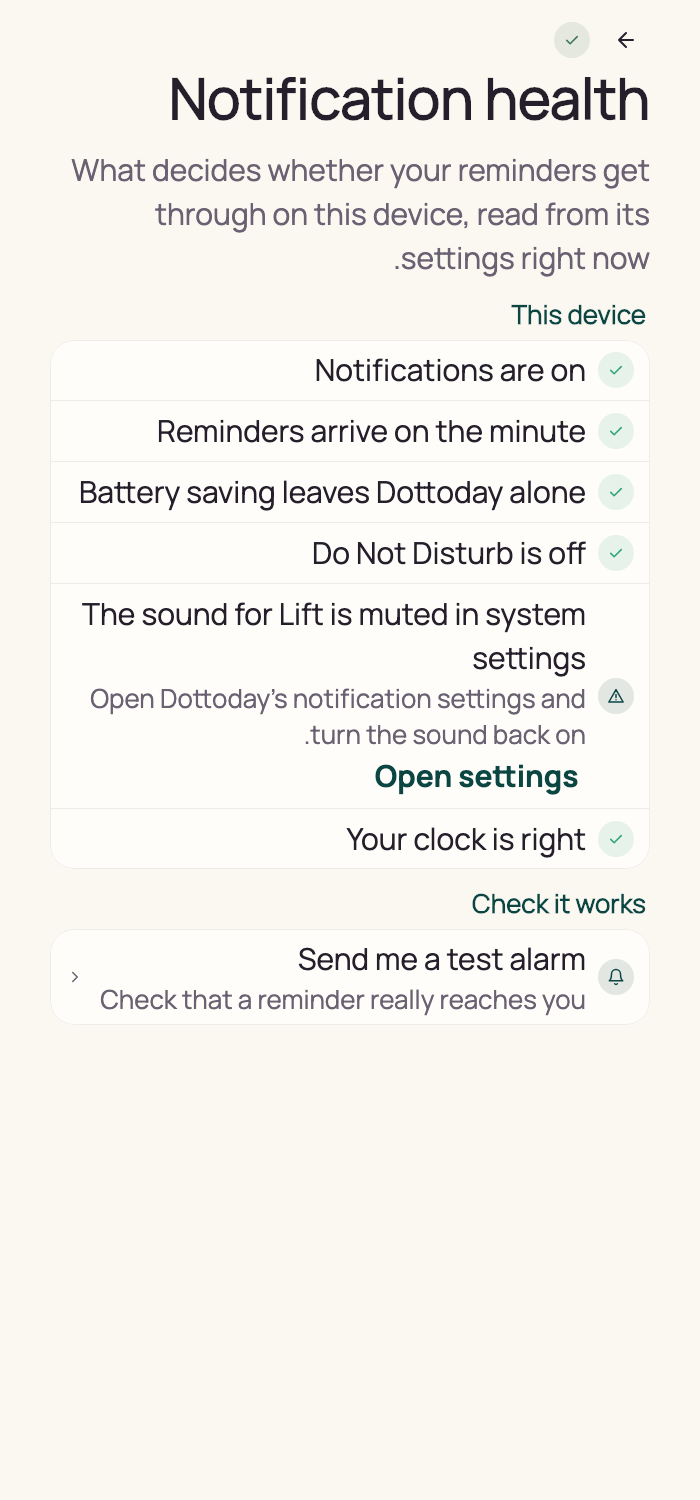 Notification health
What decides whether your reminders get
through on this device, read from its
.settings right now
This device
Notifications are on
Reminders arrive on the minute
Battery saving leaves Dottoday alone
Do Not Disturb is off
The sound for Lift is muted in system
settings
Open Dottoday's notification settings and
.turn the sound back on
Open settings
Your clock is right
Check it works
Send me a test alarm
Check that a reminder really reaches you